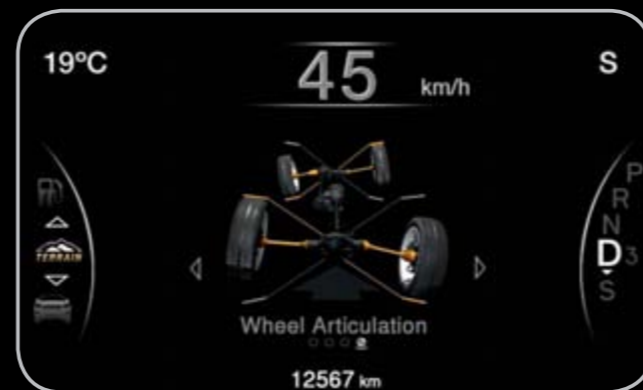 19°C
45 km/h
S
P
R
N
D 3
S
TERRAIN
Wheel Articulation
12567 km